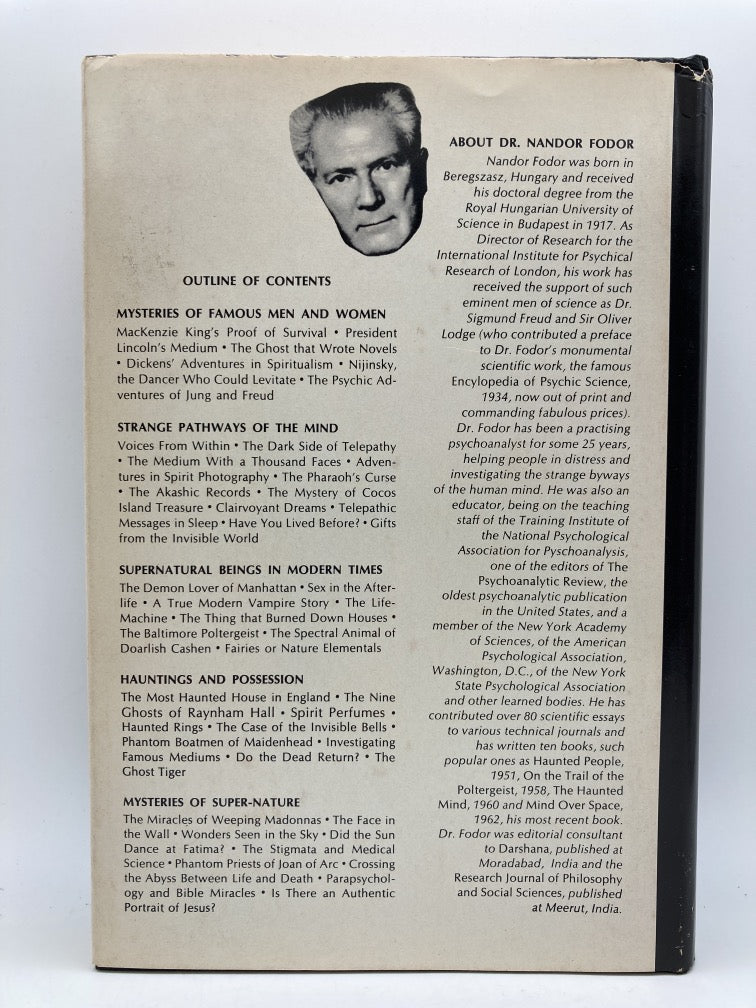 OUTLINE OF CONTENTS
MYSTERIES OF FAMOUS MEN AND WOMEN
MacKenzie King's Proof of Survival • President
Lincoln's Medium • The Ghost that Wrote Novels
• Dickens' Adventures in Spiritualism • Nijinsky,
the Dancer Who Could Levitate • The Psychic Ad-
ventures of Jung and Freud
STRANGE PATHWAYS OF THE MIND
Voices From Within • The Dark Side of Telepathy
• The Medium With a Thousand Faces • Adven-
tures in Spirit Photography • The Pharaoh's Curse
• The Akashic Records • The Mystery of Cocos
Island Treasure • Clairvoyant Dreams • Telepathic
Messages in Sleep • Have You Lived Before? • Gifts
from the Invisible World
SUPERNATURAL BEINGS IN MODERN TIMES
The Demon Lover of Manhattan • Sex in the After-
life • A True Modern Vampire Story • The Life-
Machine • The Thing that Burned Down Houses •
The Baltimore Poltergeist • The Spectral Animal of
Doarlish Cashen • Fairies or Nature Elementals
HAUNTINGS AND POSSESSION
The Most Haunted House in England • The Nine
Ghosts of Raynham Hall • Spirit Perfumes •
Haunted Rings • The Case of the Invisible Bells •
Phantom Boatmen of Maidenhead • Investigating
Famous Mediums • Do the Dead Return? • The
Ghost Tiger
MYSTERIES OF SUPER-NATURE
The Miracles of Weeping Madonnas • The Face in
the Wall • Wonders Seen in the Sky • Did the Sun
Dance at Fatima? • The Stigmata and Medical
Science • Phantom Priests of Joan of Arc • Crossing
the Abyss Between Life and Death • Parapsychol-
ogy and Bible Miracles • Is There an Authentic
Portrait of Jesus?
ABOUT DR. NANDOR FODOR
Nandor Fodor was born in
Beregszasz, Hungary and received
his doctoral degree from the
Royal Hungarian University of
Science in Budapest in 1917. As
Director of Research for the
International Institute for Psychical
Research of London, his work has
received the support of such
eminent men of science as Dr.
Sigmund Freud and Sir Oliver
Lodge (who contributed a preface
to Dr. Fodor's monumental
scientific work, the famous
Encylopedia of Psychic Science,
1934, now out of print and
commanding fabulous prices).
Dr. Fodor has been a practising
psychoanalyst for some 25 years,
helping people in distress and
investigating the strange byways
of the human mind. He was also an
educator, being on the teaching
staff of the Training Institute of
the National Psychological
Association for Pyschoanalysis,
one of the editors of The
Psychoanalytic Review, the
oldest psychoanalytic publication
in the United States, and a
member of the New York Academy
of Sciences, of the American
Psychological Association,
Washington, D.C., of the New York
State Psychological Association
and other learned bodies. He has
contributed over 80 scientific essays
to various technical journals and
has written ten books, such
popular ones as Haunted People,
1951, On the Trail of the
Poltergeist, 1958, The Haunted
Mind, 1960 and Mind Over Space,
1962, his most recent book.
Dr. Fodor was editorial consultant
to Darshana, published at
Moradabad, India and the
Research Journal of Philosophy
and Social Sciences, published
at Meerut, India.